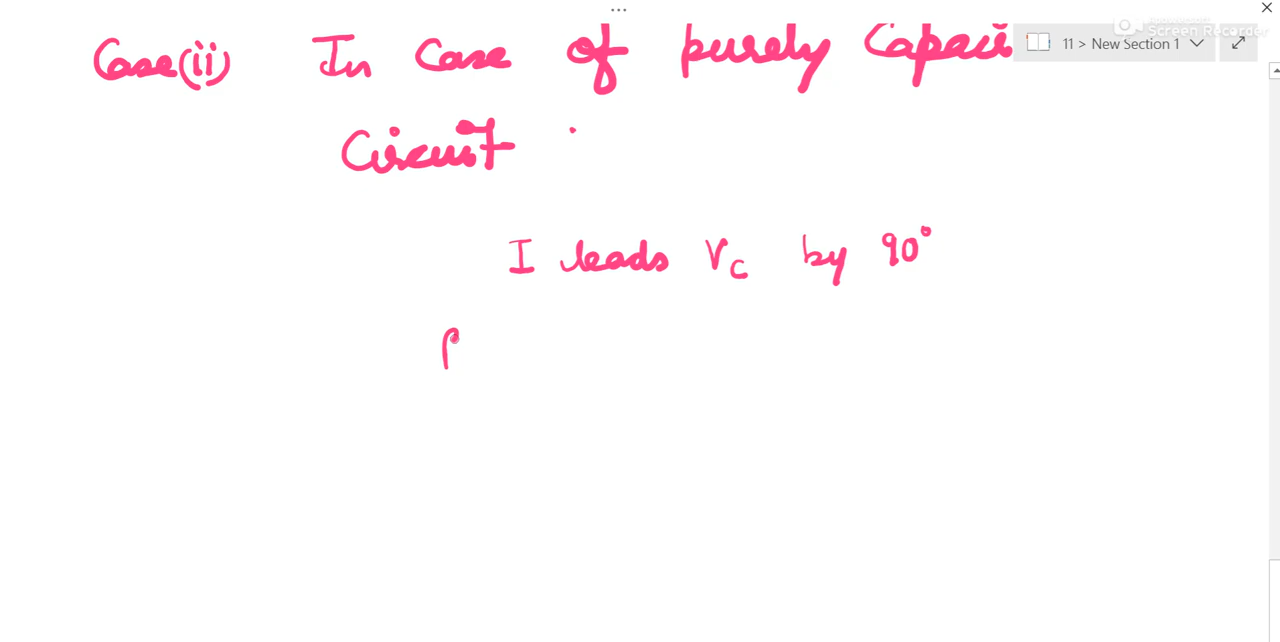 Case(ii) In case of purely Capaci
Circuit :
I leads Vc by 90°
P
11 > New Section 1
Screen Recorder